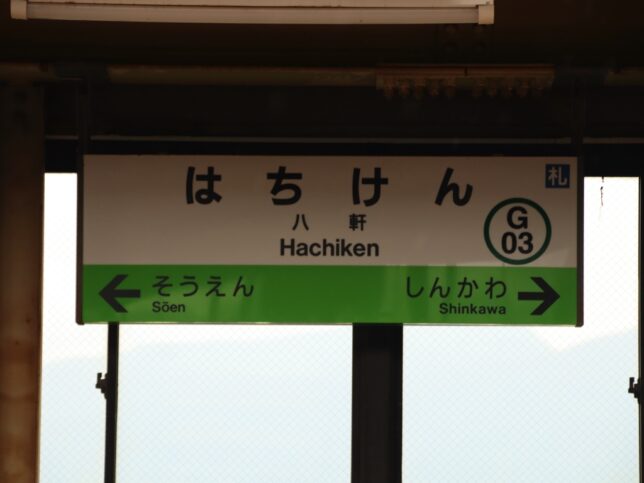 はちけん
札
八軒
Hachiken
G
03
そうえん
Sōen
しんかわ
Shinkawa